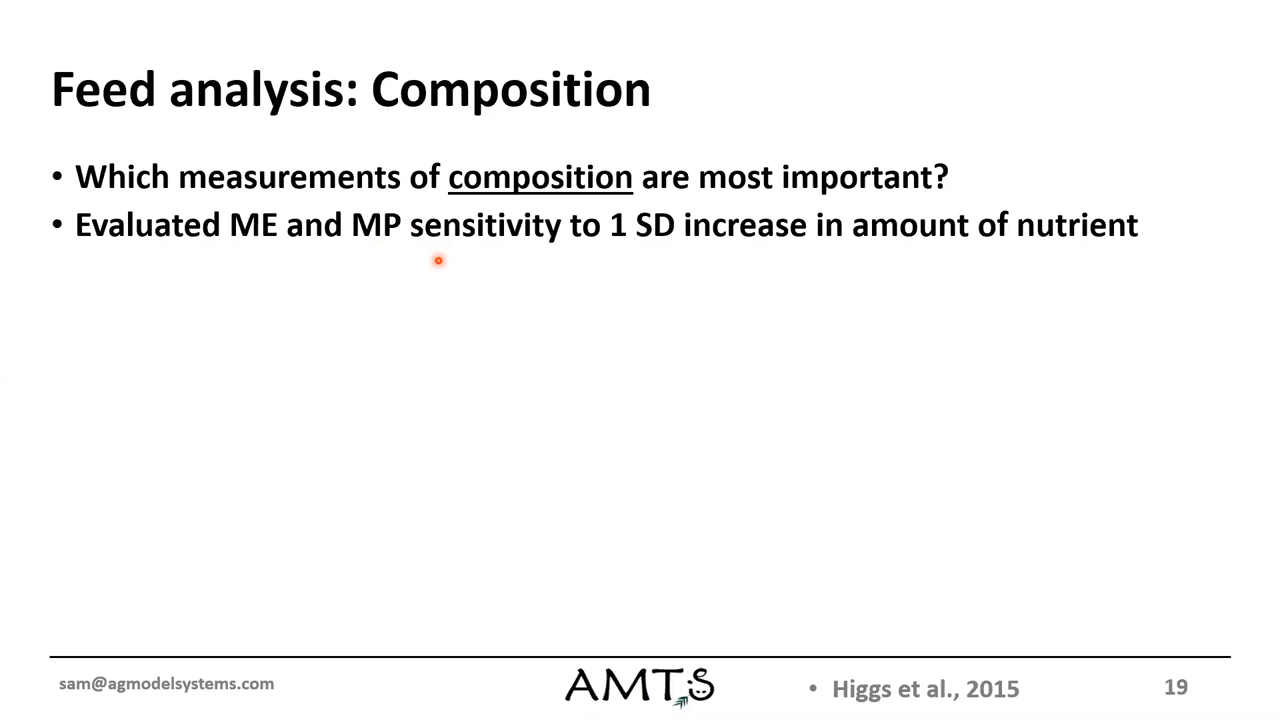 Feed analysis: Composition
• Which measurements of composition are most important?
• Evaluated ME and MP sensitivity to 1 SD increase in amount of nutrient
sam@agmodelsystems.com
AMTS
• Higgs et al., 2015
19